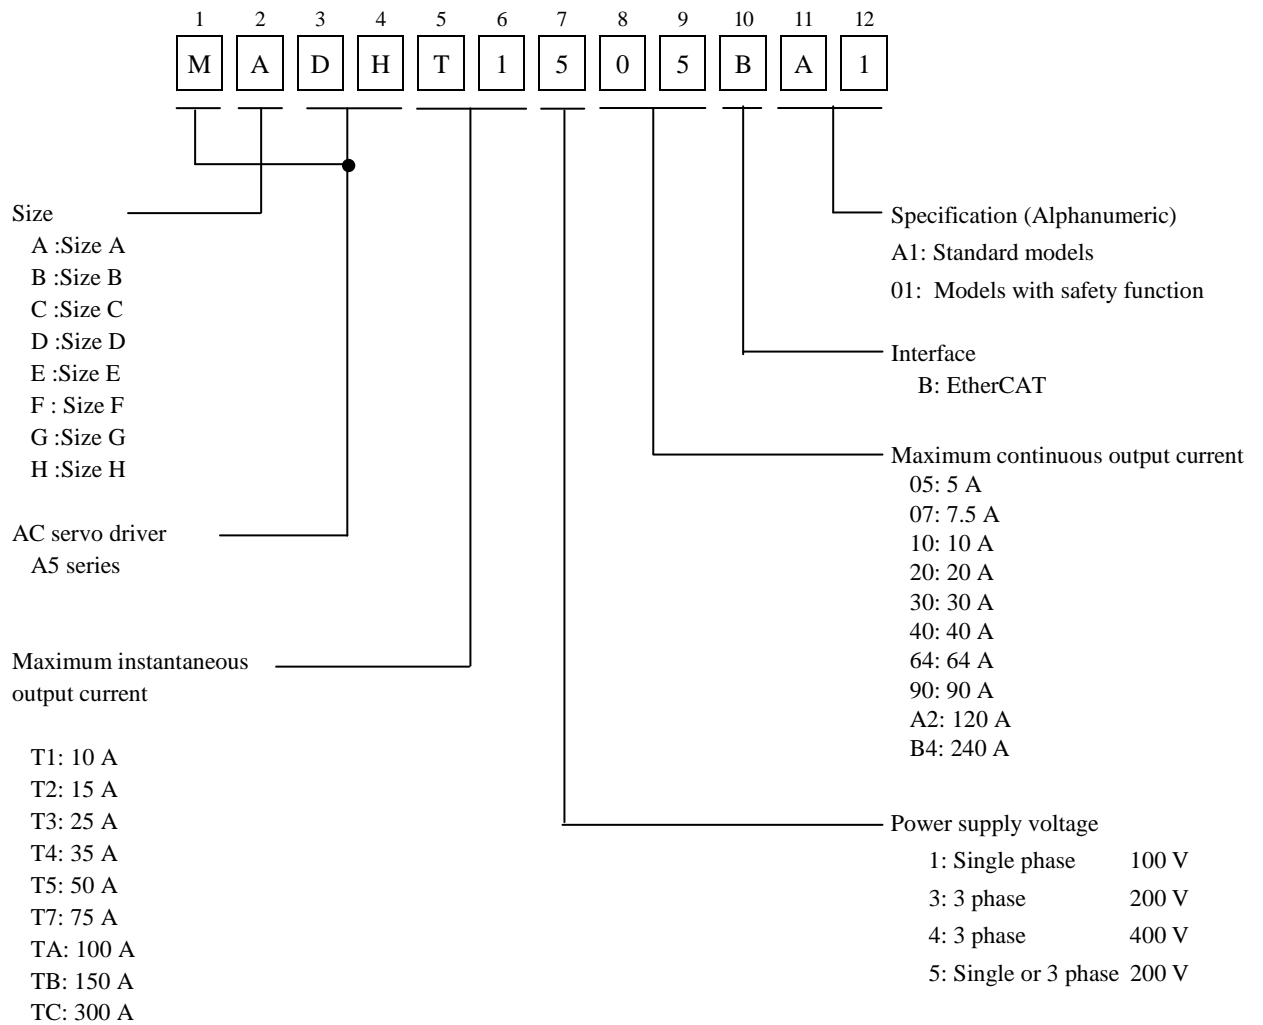 1 2 3 4 5 6 7 8 9 10 11 12
M A D H T 1 5 0 5 B A 1
Size
A :Size A
B :Size B
C :Size C
D :Size D
E :Size E
F : Size F
G :Size G
H :Size H
AC servo driver
A5 series
Maximum instantaneous
output current
T1: 10 A
T2: 15 A
T3: 25 A
T4: 35 A
T5: 50 A
T7: 75 A
TA: 100 A
TB: 150 A
TC: 300 A
Specification (Alphanumeric)
A1: Standard models
01: Models with safety function
Interface
B: EtherCAT
Maximum continuous output current
05: 5 A
07: 7.5 A
10: 10 A
20: 20 A
30: 30 A
40: 40 A
64: 64 A
90: 90 A
A2: 120 A
B4: 240 A
Power supply voltage
1: Single phase 100 V
3: 3 phase 200 V
4: 3 phase 400 V
5: Single or 3 phase 200 V